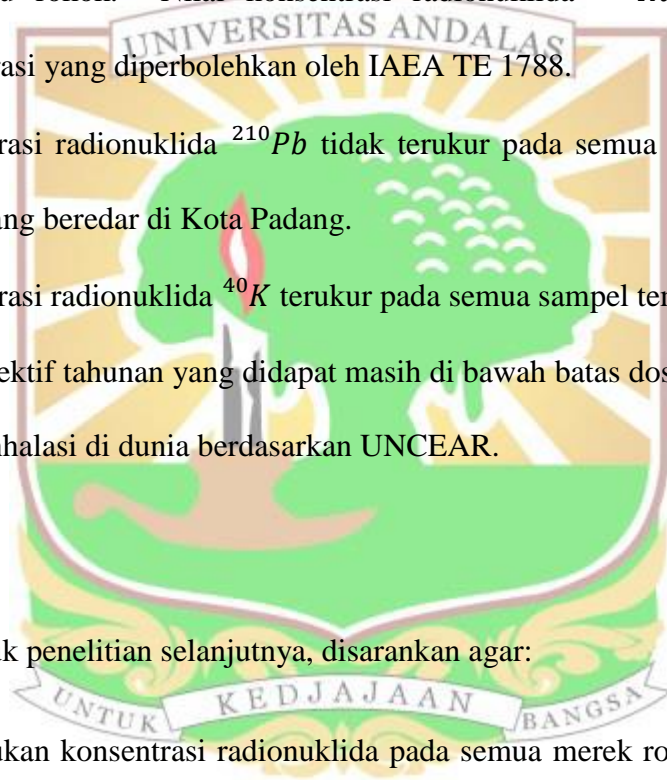 UNIVERSITAS ANDALAS
rasi yang diperbolehkan oleh IAEA TE 1788.
rasi radionuklida ²¹⁰Pb tidak terukur pada semua
ang beredar di Kota Padang.
rasi radionuklida ⁴⁰K terukur pada semua sampel te
ektif tahunan yang didapat masih di bawah batas dos
nhalasi di dunia berdasarkan UNCEAR.
k penelitian selanjutnya, disarankan agar:
UNTUK KEDJAJAAN BANGSA
ukan konsentrasi radionuklida pada semua merek ro